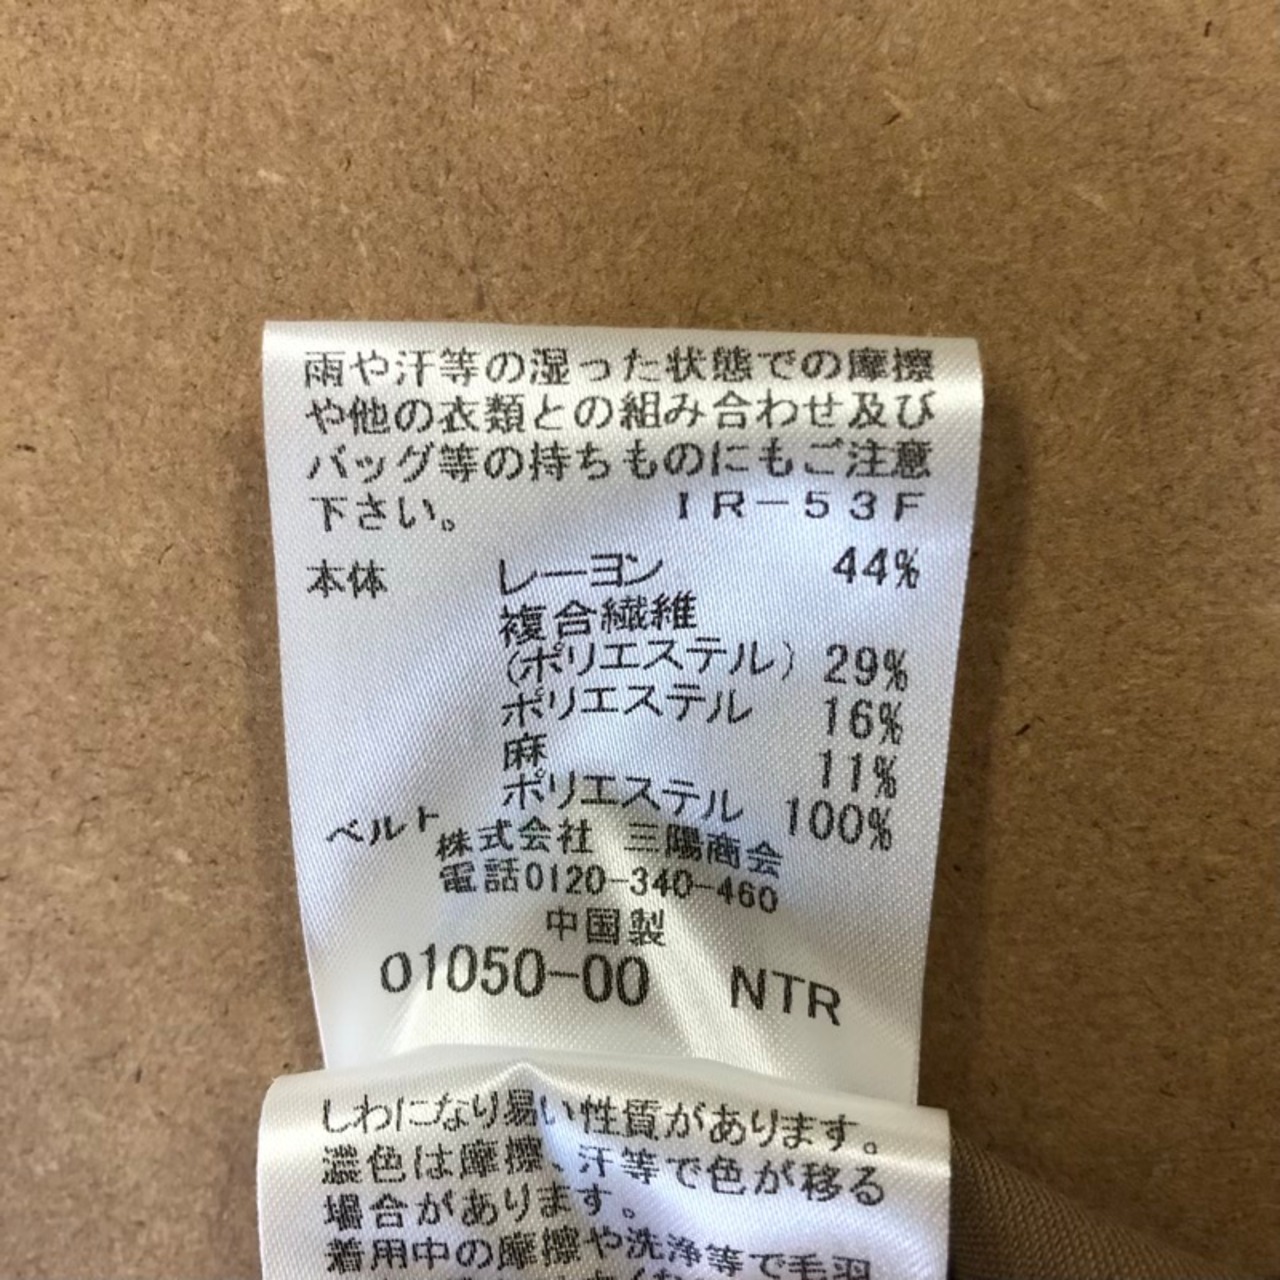 雨や汗等の湿った状態での摩擦
や他の衣類との組み合わせ及び
バッグ等の持ちものにもご注意
下さい。 IR-53F
本体 レーヨン 44%
複合繊維
(ポリエステル) 29%
ポリエステル 16%
麻 11%
ベルト ポリエステル 100%
株式会社 三陽商会
電話0120-340-460
中国製
01050-00 NTR
しわになり易い性質があります。
濃色は摩擦、汗等で色が移る
場合があります。
着用中の摩擦や洗浄等で毛羽